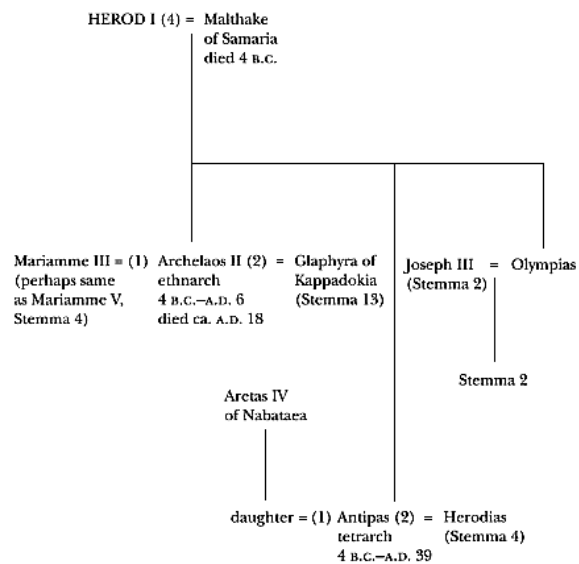 HEROD I (4) = Malthake
of Samaria
died 4 B.C.
Mariamme III = (1) Archelaos II (2) = Glaphyra of
(perhaps same ethnarch Kappadokia
as Mariamme V, 4 B.C.–A.D. 6 (Stemma 13)
Stemma 4) died ca. A.D. 18
Joseph III = Olympias
(Stemma 2)
Stemma 2
Aretas IV
of Nabataea
daughter = (1) Antipas (2) = Herodias
tetrarch (Stemma 4)
4 B.C.–A.D. 39